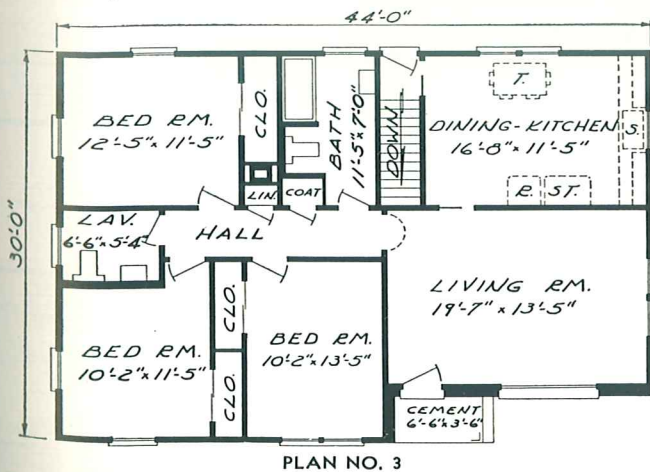 44'-0"
30'-0"
BED RM.
12'-5" x 11'-5"
CLO.
BATH
11'-5" x 7'-0"
DOWN
T.
DINING-KITCHEN
16'-8" x 11'-5"
S.
R.
ST.
LIN.
COAT
LAV.
6'-6" x 5'-4"
HALL
LIVING RM.
19'-7" x 13'-5"
BED RM.
10'-2" x 11'-5"
CLO.
CLO.
BED RM.
10'-2" x 13'-5"
CEMENT
6'-6" x 3'-6"
PLAN NO. 3